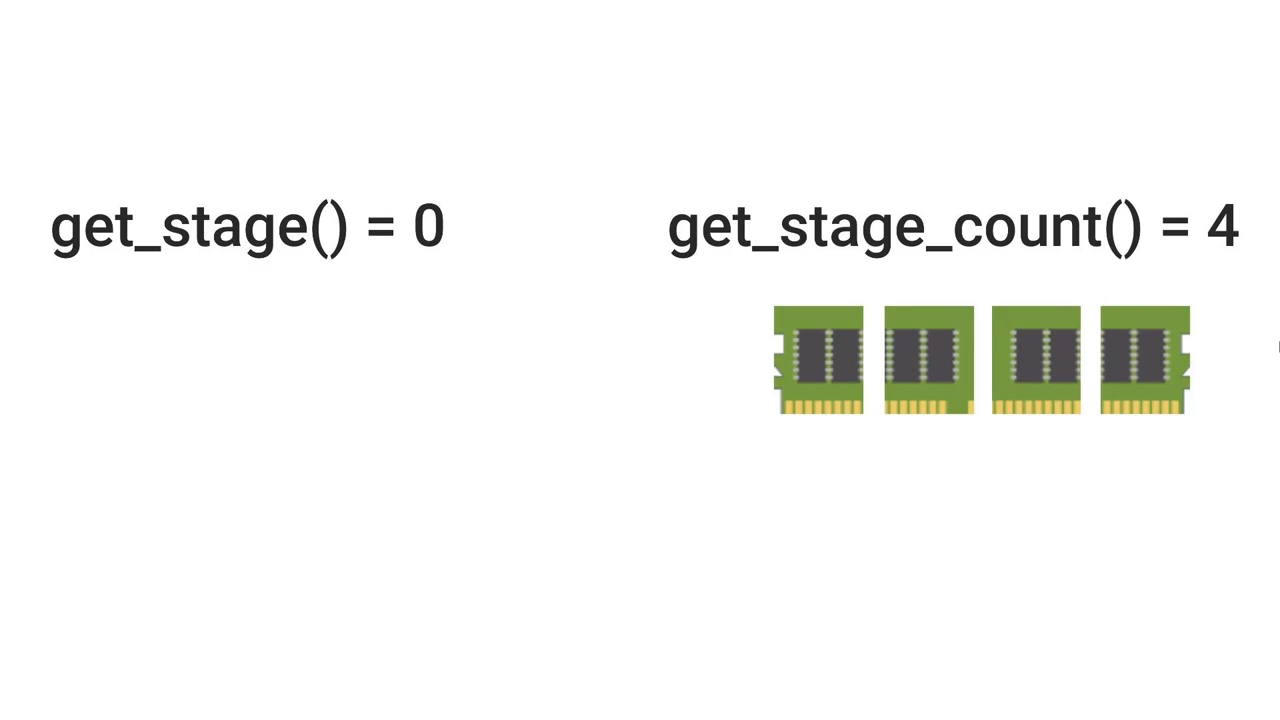 get_stage() = 0
get_stage_count() = 4